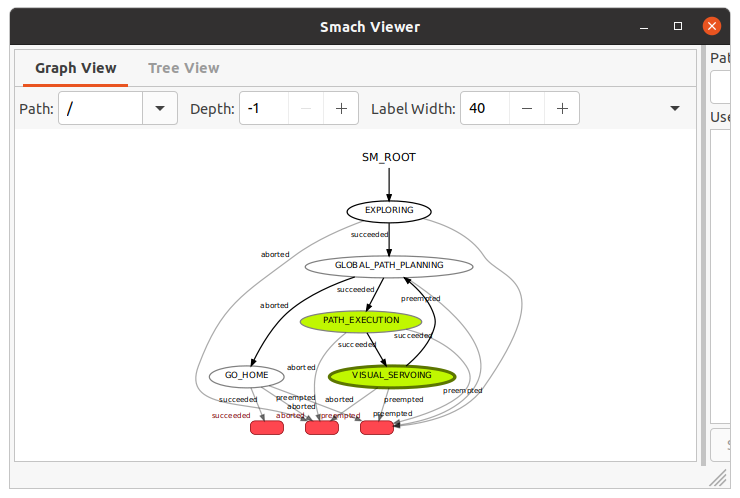 Smach Viewer
Graph View Tree View
Path: / Depth: -1 Label Width: 40
Pat
Use
SM_ROOT
EXPLORING
succeeded
aborted
GLOBAL_PATH_PLANNING
succeeded
preempted
aborted
PATH_EXECUTION
succeeded
succeeded
aborted
GO_HOME
VISUAL_SERVOING
preempted
succeeded
preempted
aborted
preempted
aborted
succeeded
aborted
preempted
preempted